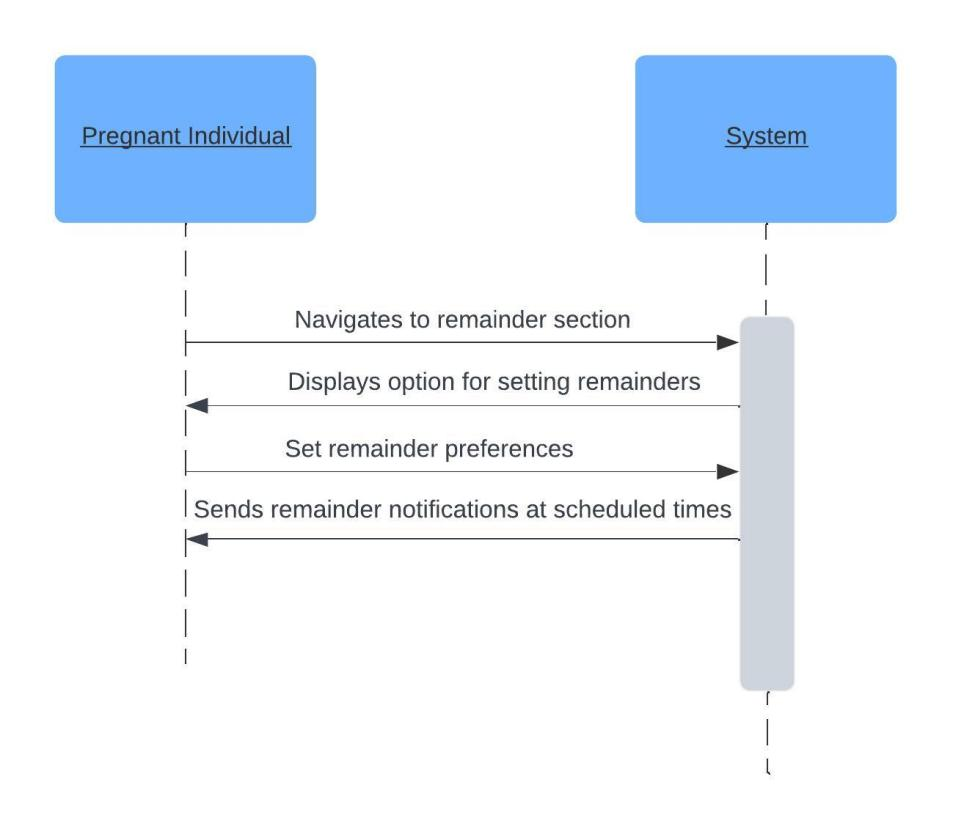 Pregnant Individual
System
Navigates to remainder section
Displays option for setting remainders
Set remainder preferences
Sends remainder notifications at scheduled times